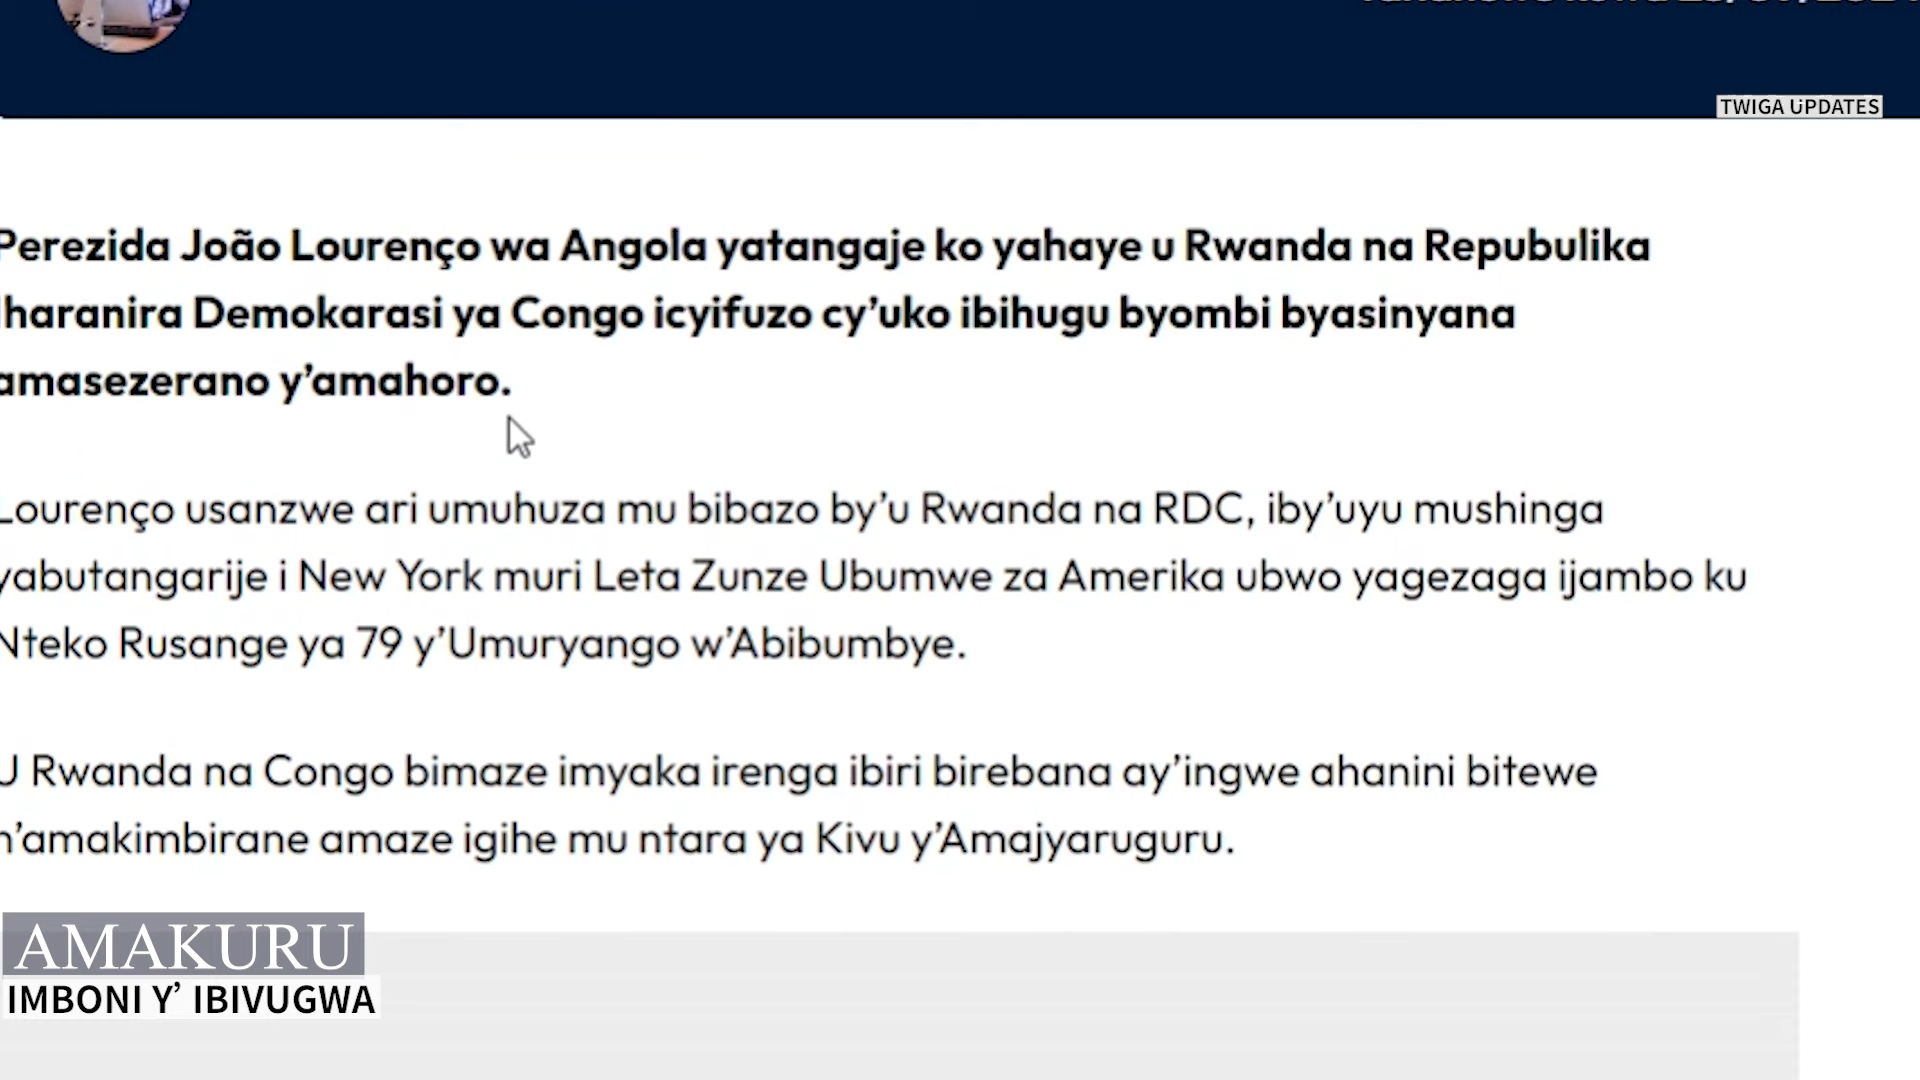 TWIGA UPDATES
Perezida João Lourenço wa Angola yatangaje ko yahaye u Rwanda na Repubulika
Iharanira Demokarasi ya Congo icyifuzo cy’uko ibihugu byombi byasinyana
amasezerano y’amahoro.
Lourenço usanzwe ari umuhuza mu bibazo by’u Rwanda na RDC, iby’uyu mushinga
yabutangarije i New York muri Leta Zunze Ubumwe za Amerika ubwo yagezaga ijambo ku
Nteko Rusange ya 79 y’Umuryango w’Abibumbye.
U Rwanda na Congo bimaze imyaka irenga ibiri birebana ay’ingwe ahanini bitewe
n’amakimbirane amaze igihe mu ntara ya Kivu y’Amajyaruguru.
AMAKURU
IMBONI Y’ IBIVUGWA